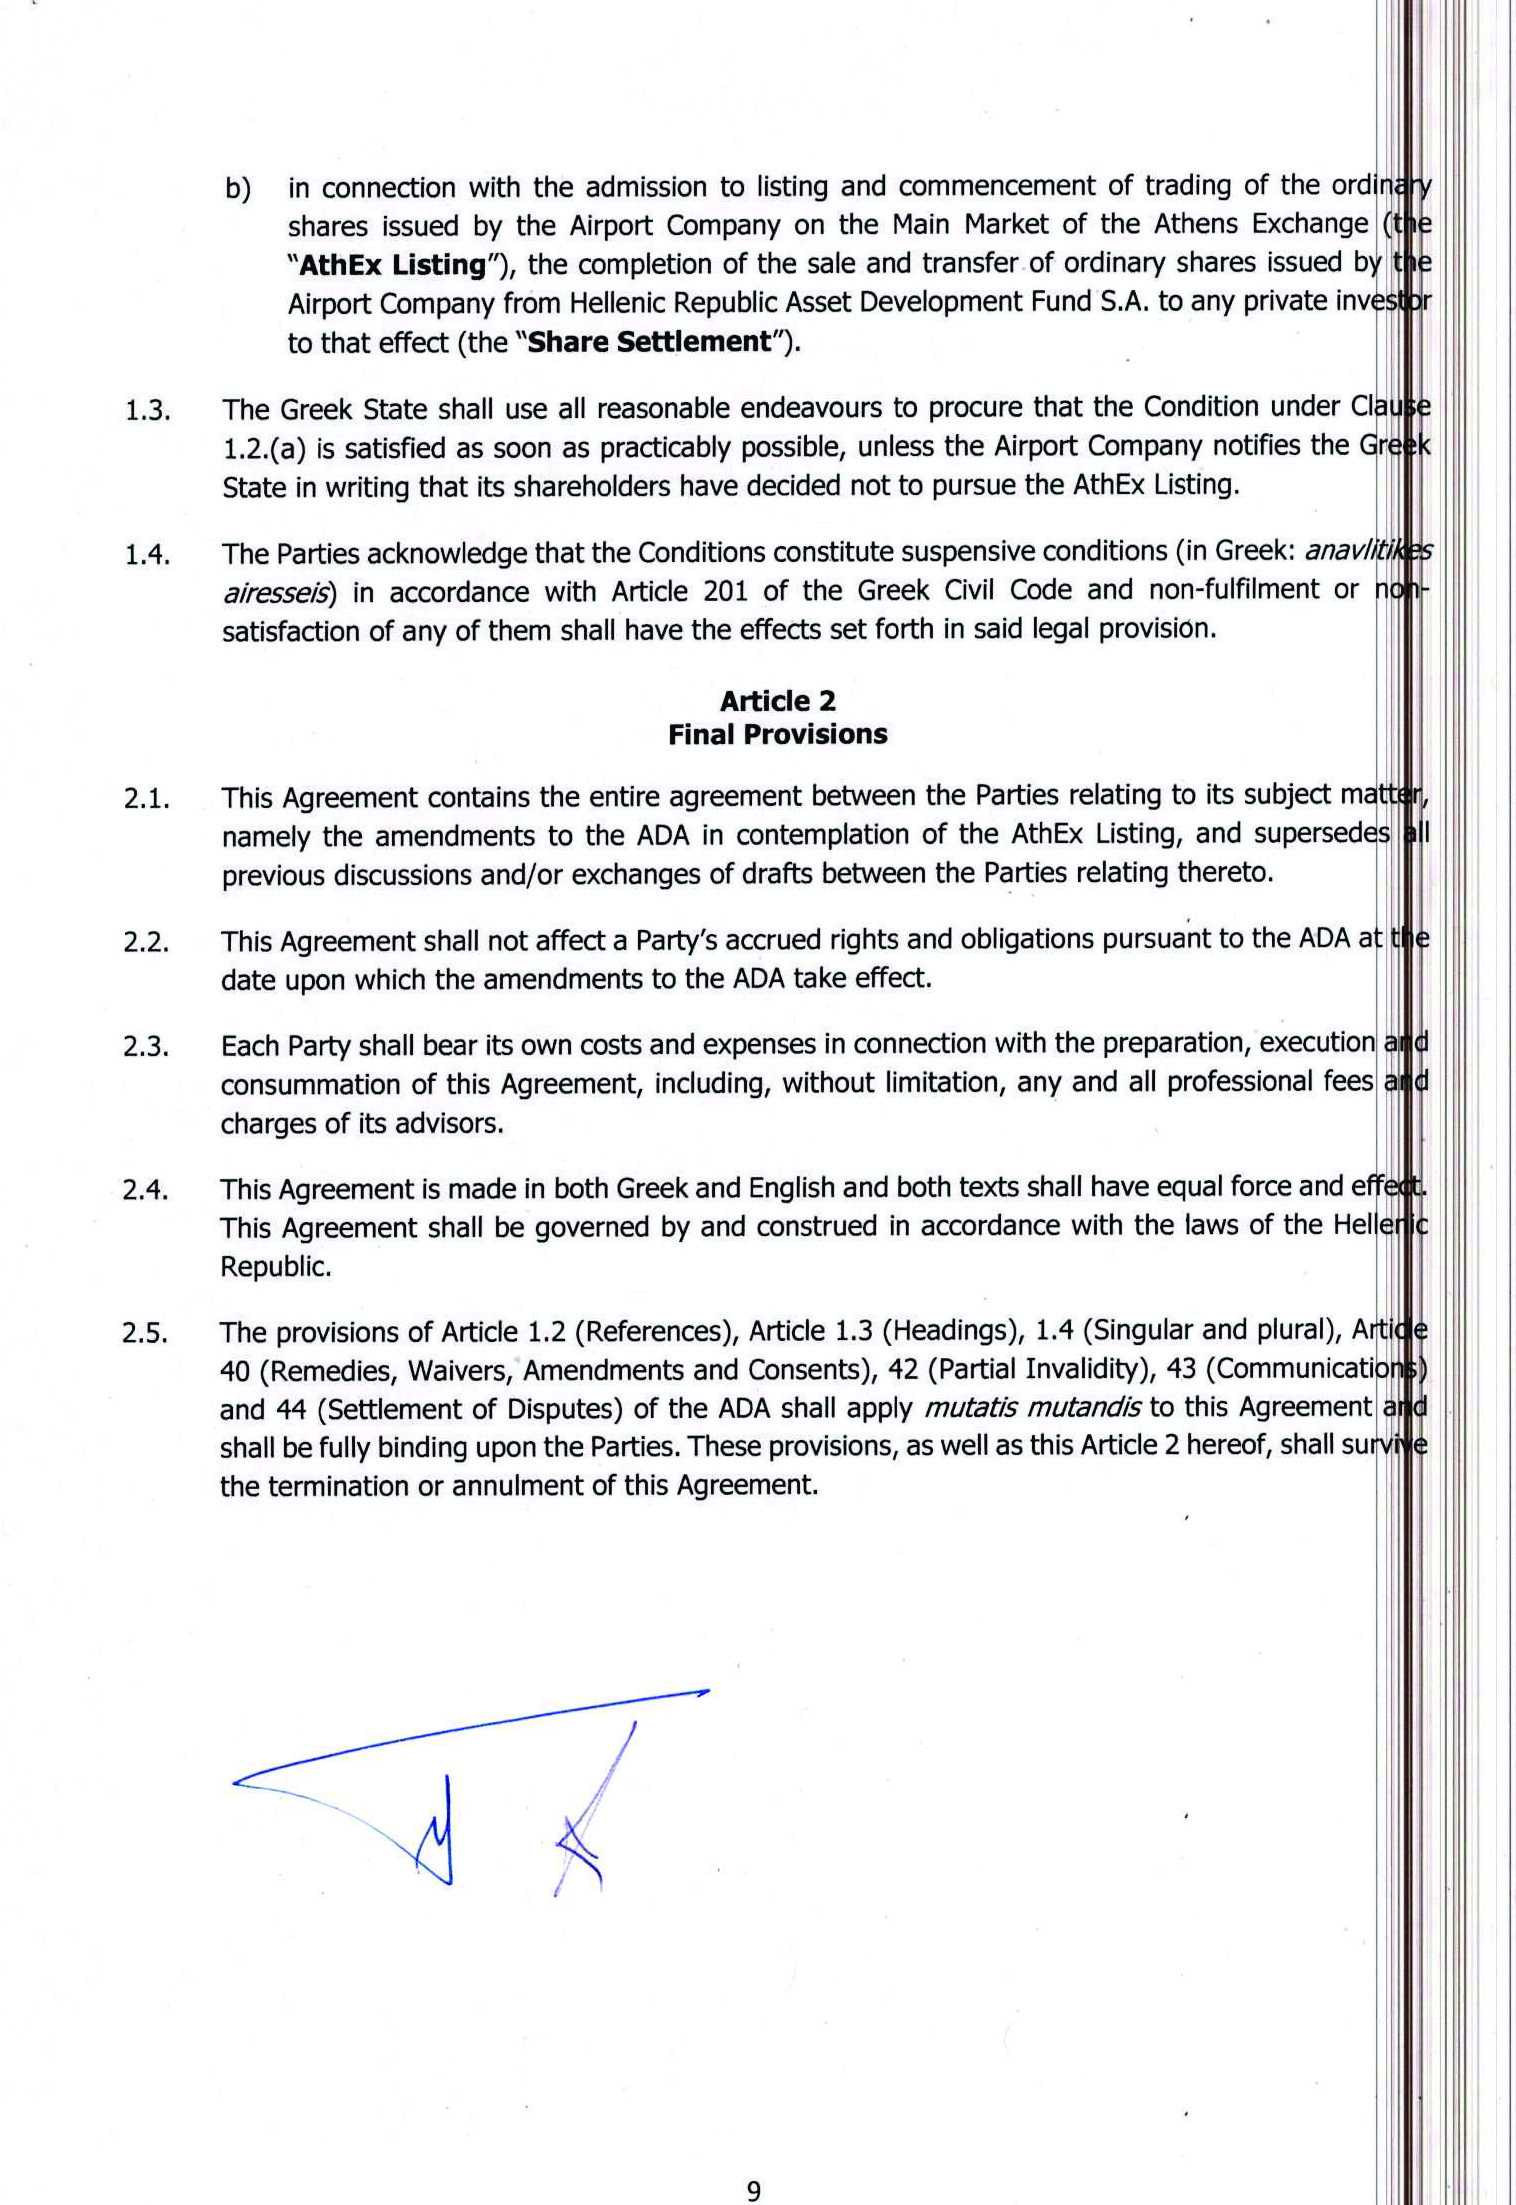 b) in connection with the admission to listing and commencement of trading of the ordinary
shares issued by the Airport Company on the Main Market of the Athens Exchange (the
"AthEx Listing"), the completion of the sale and transfer of ordinary shares issued by the
Airport Company from Hellenic Republic Asset Development Fund S.A. to any private investor
to that effect (the "Share Settlement").
1.3. The Greek State shall use all reasonable endeavours to procure that the Condition under Clause
1.2.(a) is satisfied as soon as practicably possible, unless the Airport Company notifies the Greek
State in writing that its shareholders have decided not to pursue the AthEx Listing.
1.4. The Parties acknowledge that the Conditions constitute suspensive conditions (in Greek: anavlitikes
airesseis) in accordance with Article 201 of the Greek Civil Code and non-fulfilment or non-
satisfaction of any of them shall have the effects set forth in said legal provision.
Article 2
Final Provisions
2.1. This Agreement contains the entire agreement between the Parties relating to its subject matter,
namely the amendments to the ADA in contemplation of the AthEx Listing, and supersedes all
previous discussions and/or exchanges of drafts between the Parties relating thereto.
2.2. This Agreement shall not affect a Party's accrued rights and obligations pursuant to the ADA at the
date upon which the amendments to the ADA take effect.
2.3. Each Party shall bear its own costs and expenses in connection with the preparation, execution and
consummation of this Agreement, including, without limitation, any and all professional fees and
charges of its advisors.
2.4. This Agreement is made in both Greek and English and both texts shall have equal force and effect.
This Agreement shall be governed by and construed in accordance with the laws of the Hellenic
Republic.
2.5. The provisions of Article 1.2 (References), Article 1.3 (Headings), 1.4 (Singular and plural), Article
40 (Remedies, Waivers, Amendments and Consents), 42 (Partial Invalidity), 43 (Communications)
and 44 (Settlement of Disputes) of the ADA shall apply mutatis mutandis to this Agreement and
shall be fully binding upon the Parties. These provisions, as well as this Article 2 hereof, shall survive
the termination or annulment of this Agreement.
9